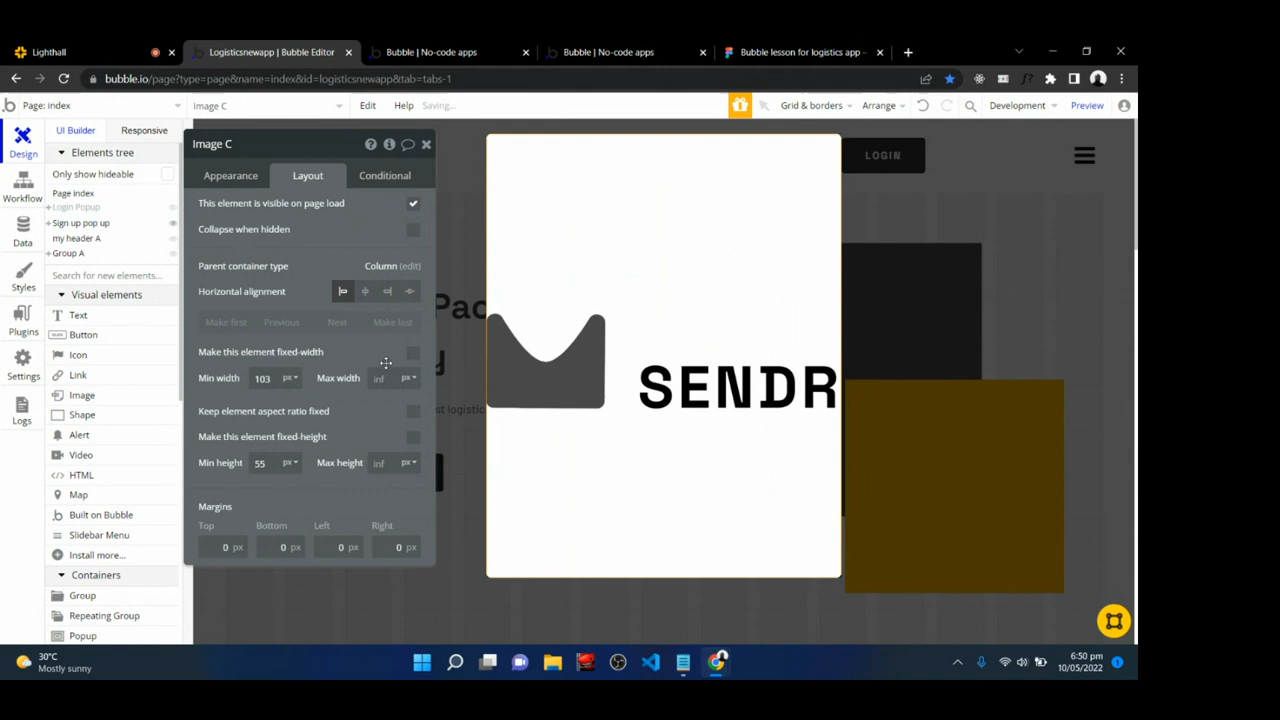 Lighthall
Logisticsnewapp | Bubble Editor
Bubble | No-code apps
Bubble | No-code apps
Bubble lesson for logistics app –
bubble.io/page?type=page&name=index&id=logisticsnewapp&tab=tabs-1
Page: index
Image C
Edit
Help
Saving...
Grid & borders
Arrange
Development
Preview
Design
Workflow
Data
Styles
Plugins
Settings
Logs
UI Builder
Responsive
Elements tree
Only show hideable
Page index
Login Popup
Sign up pop up
my header A
Group A
Search for new elements...
Visual elements
Text
Button
Icon
Link
Image
Shape
Alert
Video
</> HTML
Map
Built on Bubble
Slidebar Menu
Install more...
Containers
Group
Repeating Group
Popup
Image C
Appearance
Layout
Conditional
This element is visible on page load
Collapse when hidden
Parent container type
Column (edit)
Horizontal alignment
Make first
Previous
Next
Make last
Make this element fixed-width
Min width 103 px
Max width inf px
Keep element aspect ratio fixed
Make this element fixed-height
Min height 55 px
Max height inf px
Margins
Top Bottom Left Right
0 px 0 px 0 px 0 px
LOGIN
Pac
y
st logistic
SENDR
30°C
Mostly sunny
6:50 pm
10/05/2022
1